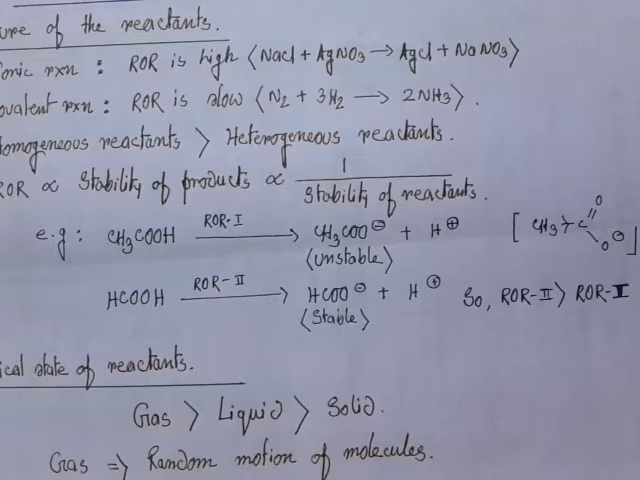 ure of the reactants.
onic rxn : ROR is high (NaCl + AgNO₃ → AgCl + NaNO₃)
ovalent rxn : ROR is slow (N₂ + 3H₂ → 2NH₃).
omogeneous reactants > Heterogeneous reactants.
ROR ∝ Stability of products ∝ 1 / Stability of reactants.
e.g : CH₃COOH ROR-I → CH₃COO⊖ + H⊕ [CH₃ > C O O⊖]
(Unstable)
HCOOH ROR-II → HCOO⊖ + H⊕ So, ROR-II > ROR-I
(Stable)
ical state of reactants.
Gas > Liquid > Solid.
Gas => Random motion of molecules.